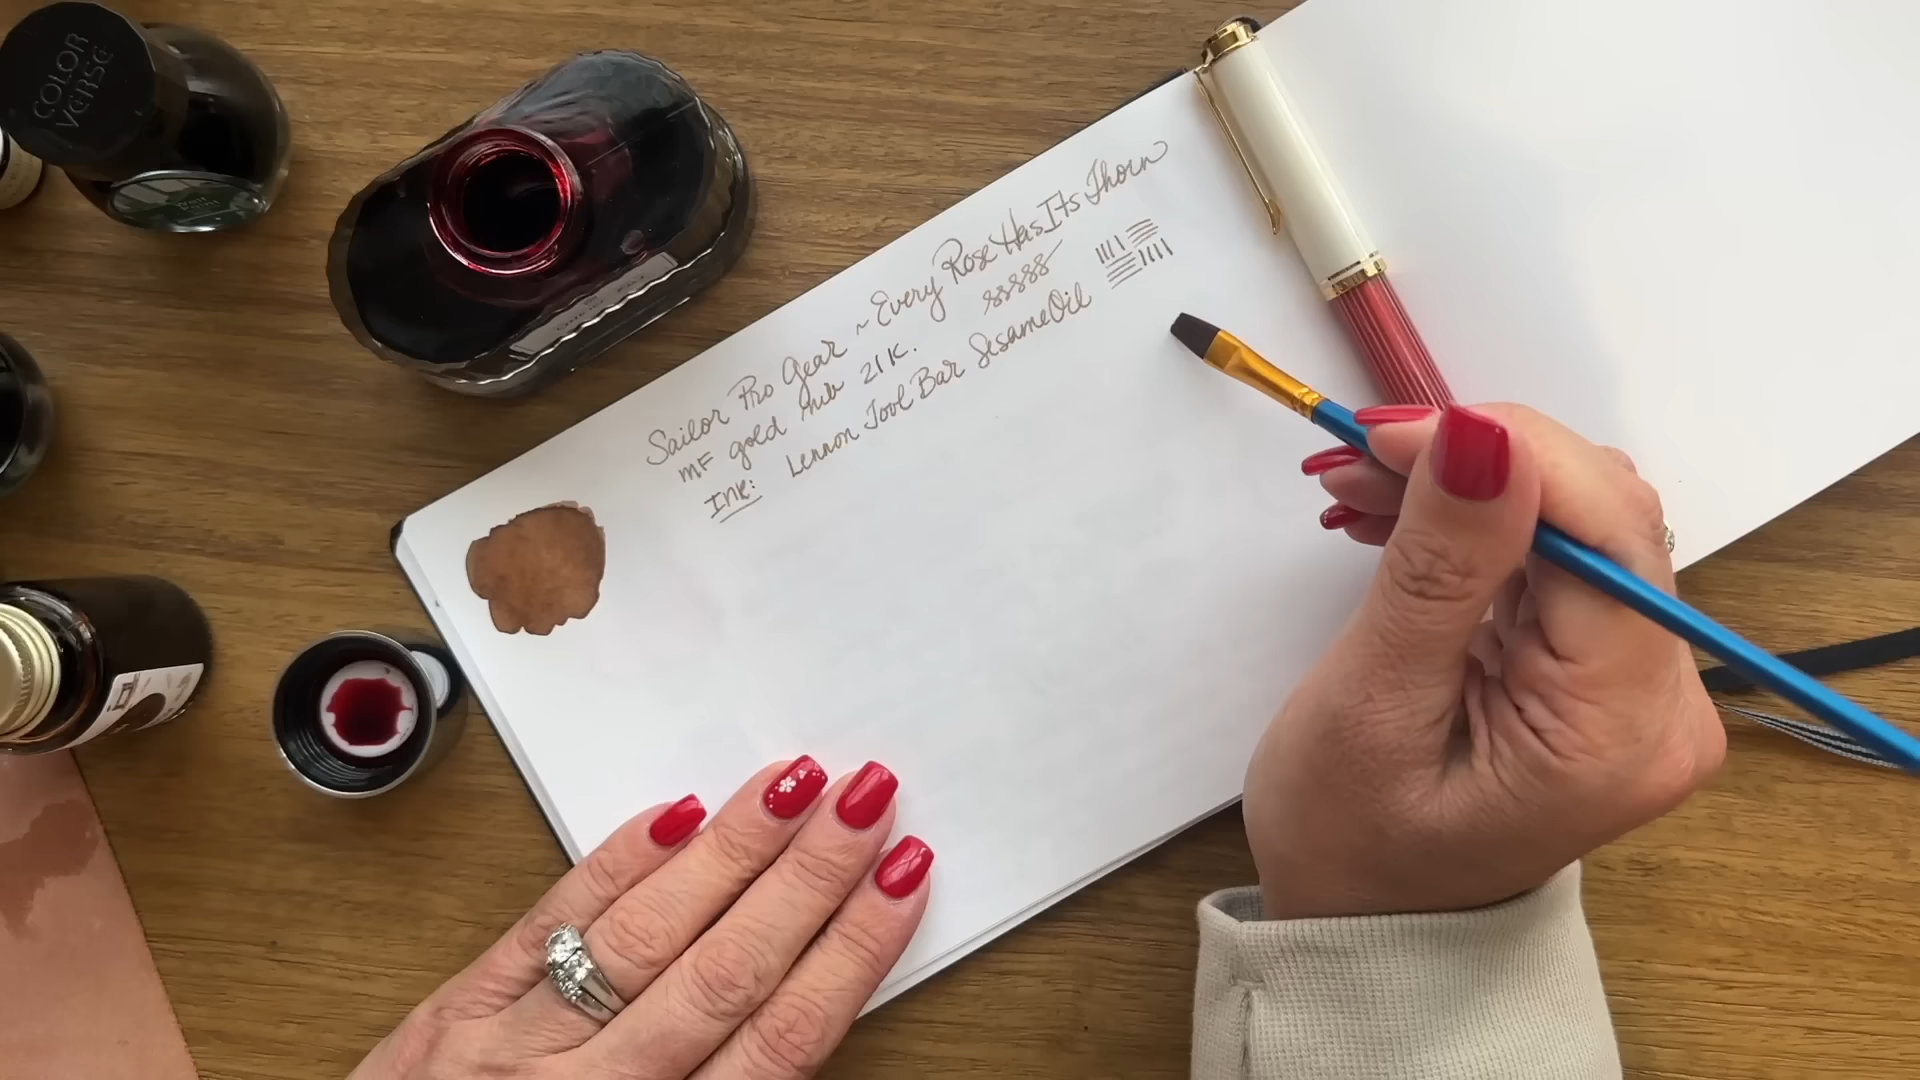 COLOR
VERSE
Sailor Pro Gear ~ Every Rose Has Its Thorn
MF gold nib 21K.
Ink: Lennon Tool Bar Sesame Oil